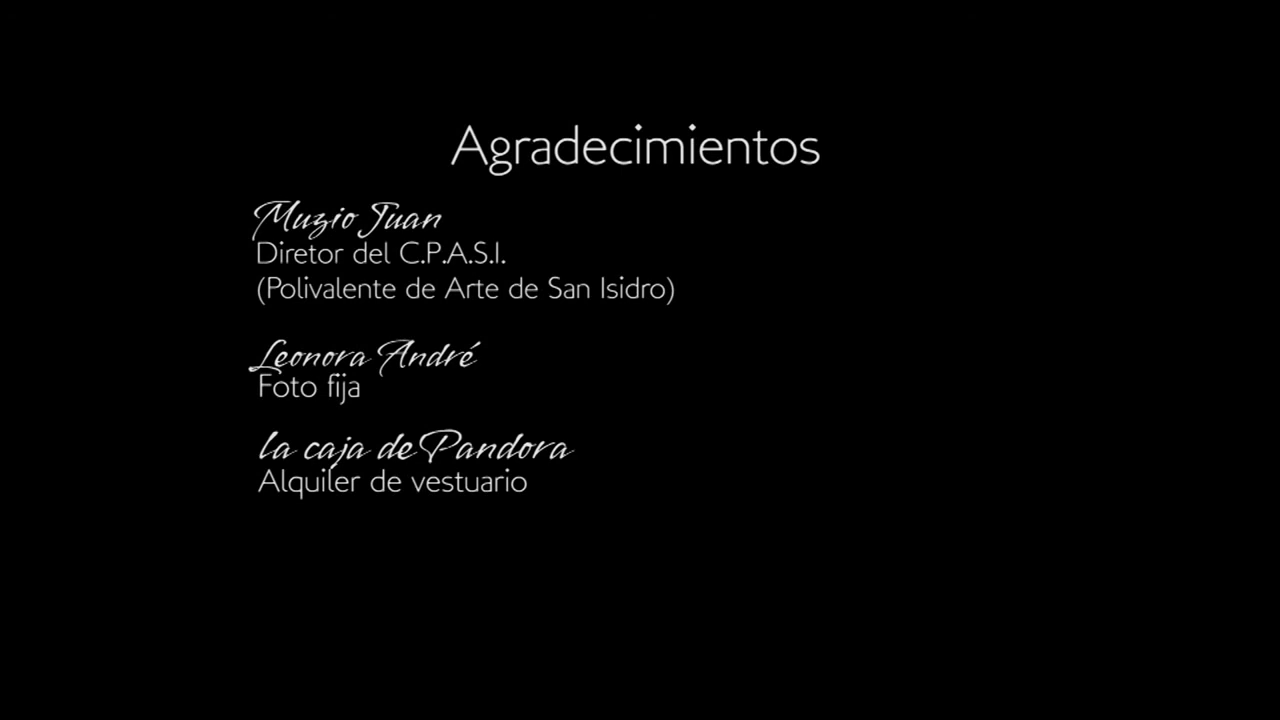 Agradecimientos
Muzio Juan
Diretor del C.P.A.S.I.
(Polivalente de Arte de San Isidro)
Leonora André
Foto fija
la caja de Pandora
Alquiler de vestuario